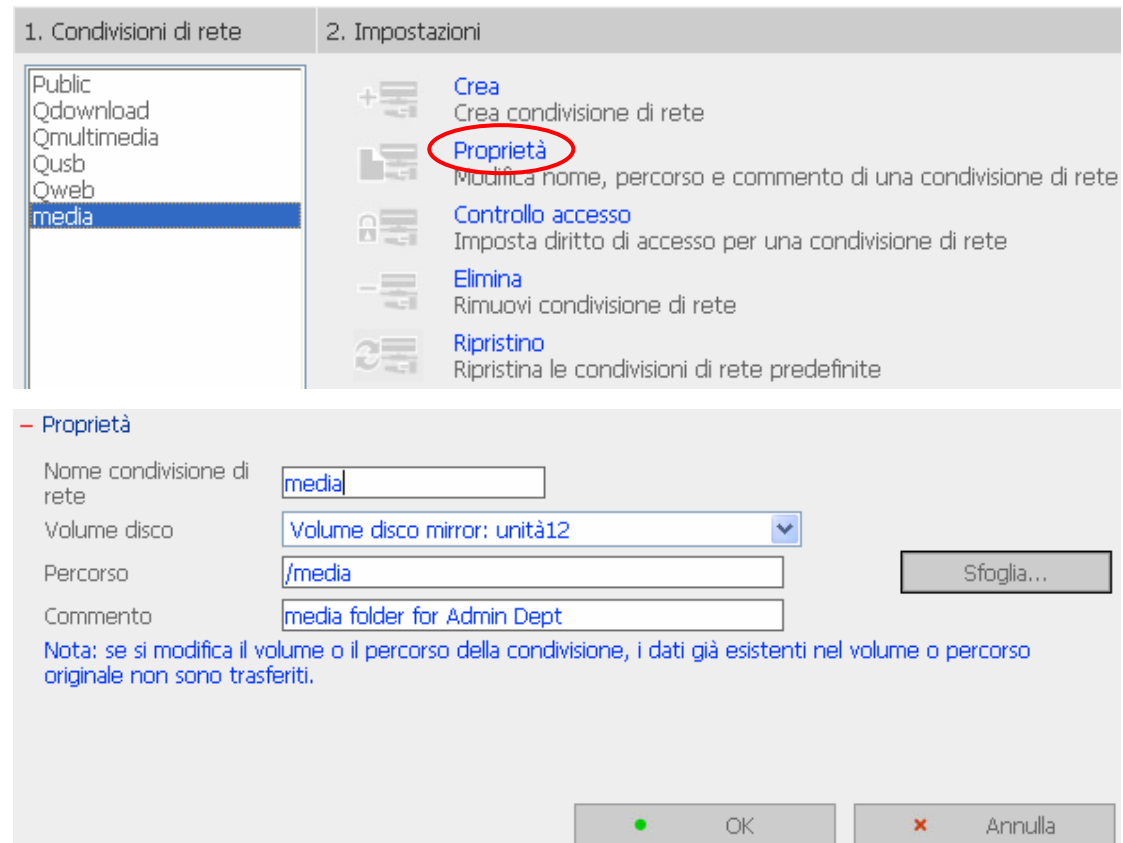 1. Condivisioni di rete
2. Impostazioni
Public
Qdownload
Qmultimedia
Qusb
Qweb
media
Crea
Crea condivisione di rete
Proprietà
Modifica nome, percorso e commento di una condivisione di rete
Controllo accesso
Imposta diritto di accesso per una condivisione di rete
Elimina
Rimuovi condivisione di rete
Ripristino
Ripristina le condivisioni di rete predefinite
– Proprietà
Nome condivisione di
rete
media
Volume disco
Volume disco mirror: unità12
Percorso
/media
Sfoglia...
Commento
media folder for Admin Dept
Nota: se si modifica il volume o il percorso della condivisione, i dati già esistenti nel volume o percorso
originale non sono trasferiti.
OK
Annulla